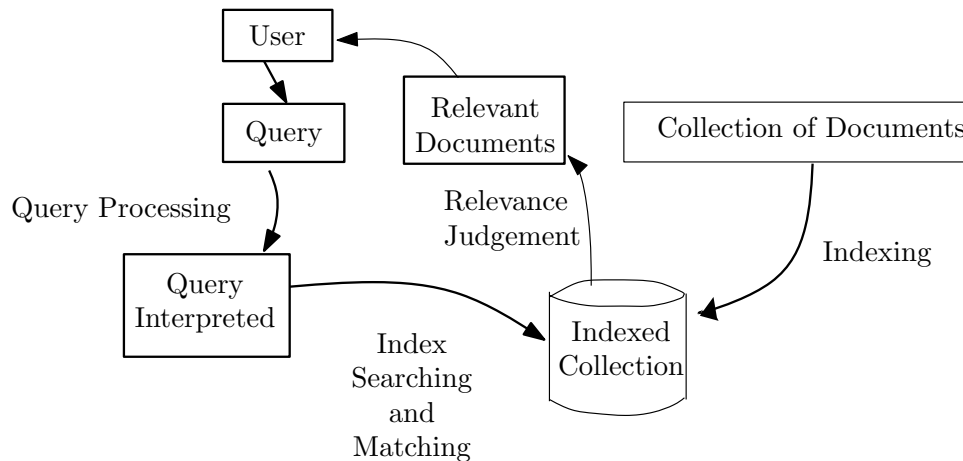 User
Query
Relevant
Documents
Collection of Documents
Query Processing
Relevance
Judgement
Indexing
Query
Interpreted
Indexed
Collection
Index
Searching
and
Matching